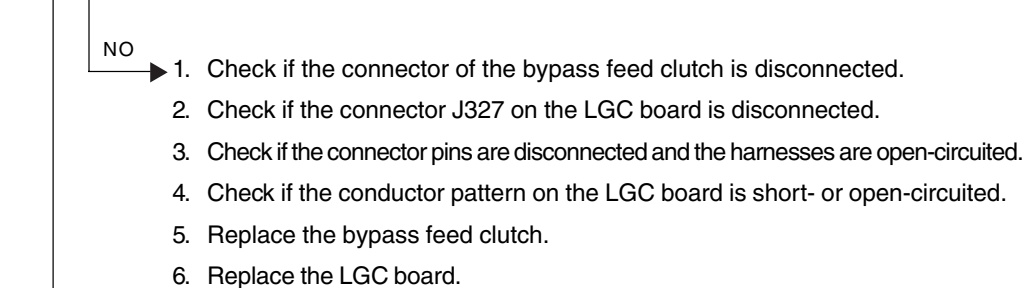 NO
1. Check if the connector of the bypass feed clutch is disconnected.
2. Check if the connector J327 on the LGC board is disconnected.
3. Check if the connector pins are disconnected and the harnesses are open-circuited.
4. Check if the conductor pattern on the LGC board is short- or open-circuited.
5. Replace the bypass feed clutch.
6. Replace the LGC board.